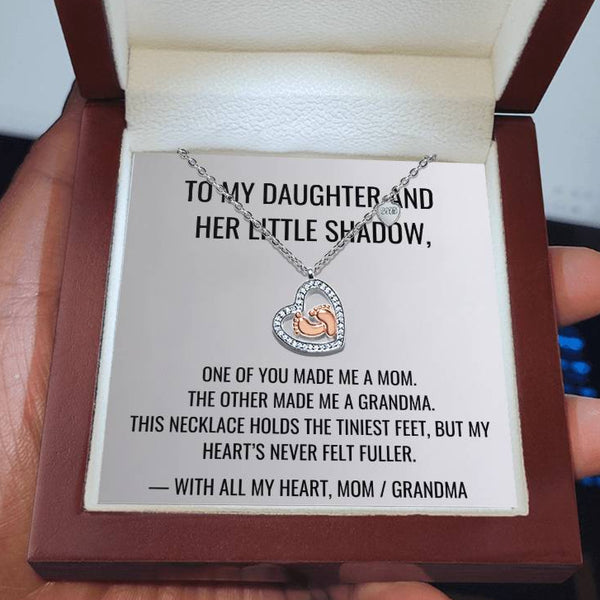 TO MY DAUGHTER AND
HER LITTLE SHADOW,
ONE OF YOU MADE ME A MOM.
THE OTHER MADE ME A GRANDMA.
THIS NECKLACE HOLDS THE TINIEST FEET, BUT MY
HEART'S NEVER FELT FULLER.
— WITH ALL MY HEART, MOM / GRANDMA